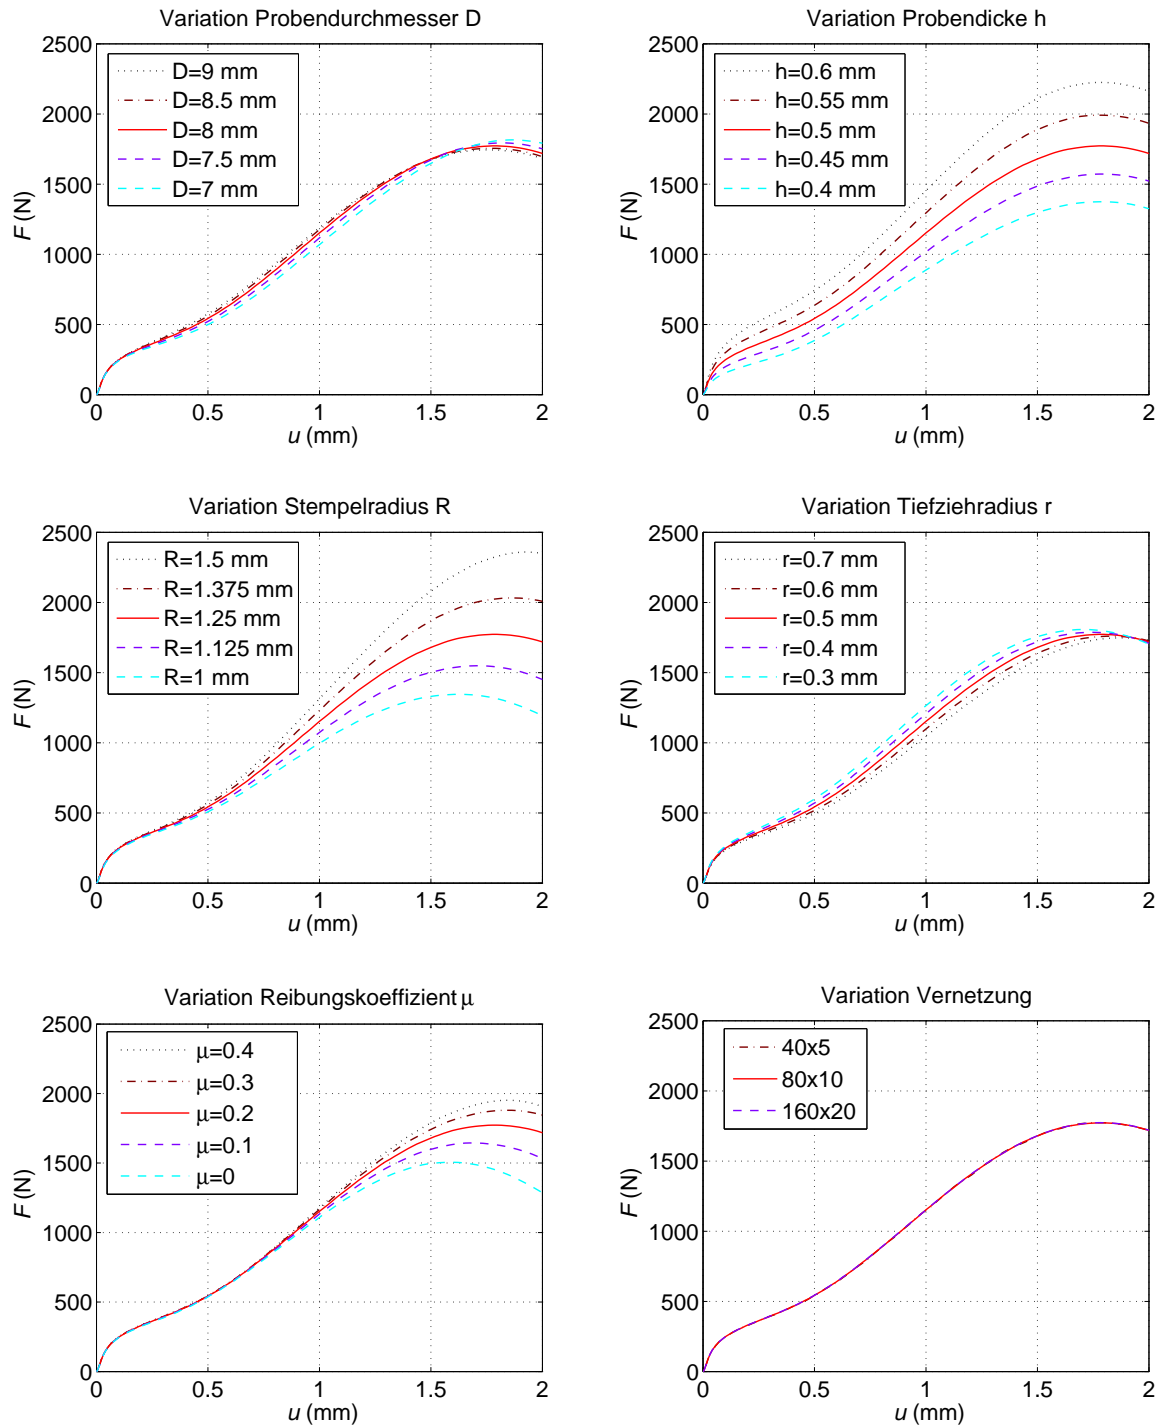 Variation Probendurchmesser D
2500
2000
1500
1000
500
0
F (N)
D=9 mm
D=8.5 mm
D=8 mm
D=7.5 mm
D=7 mm
0 0.5 1 1.5 2
u (mm)
Variation Probendicke h
2500
2000
1500
1000
500
0
F (N)
h=0.6 mm
h=0.55 mm
h=0.5 mm
h=0.45 mm
h=0.4 mm
0 0.5 1 1.5 2
u (mm)
Variation Stempelradius R
2500
2000
1500
1000
500
0
F (N)
R=1.5 mm
R=1.375 mm
R=1.25 mm
R=1.125 mm
R=1 mm
0 0.5 1 1.5 2
u (mm)
Variation Tiefziehradius r
2500
2000
1500
1000
500
0
F (N)
r=0.7 mm
r=0.6 mm
r=0.5 mm
r=0.4 mm
r=0.3 mm
0 0.5 1 1.5 2
u (mm)
Variation Reibungskoeffizient μ
2500
2000
1500
1000
500
0
F (N)
μ=0.4
μ=0.3
μ=0.2
μ=0.1
μ=0
0 0.5 1 1.5 2
u (mm)
Variation Vernetzung
2500
2000
1500
1000
500
0
F (N)
40x5
80x10
160x20
0 0.5 1 1.5 2
u (mm)